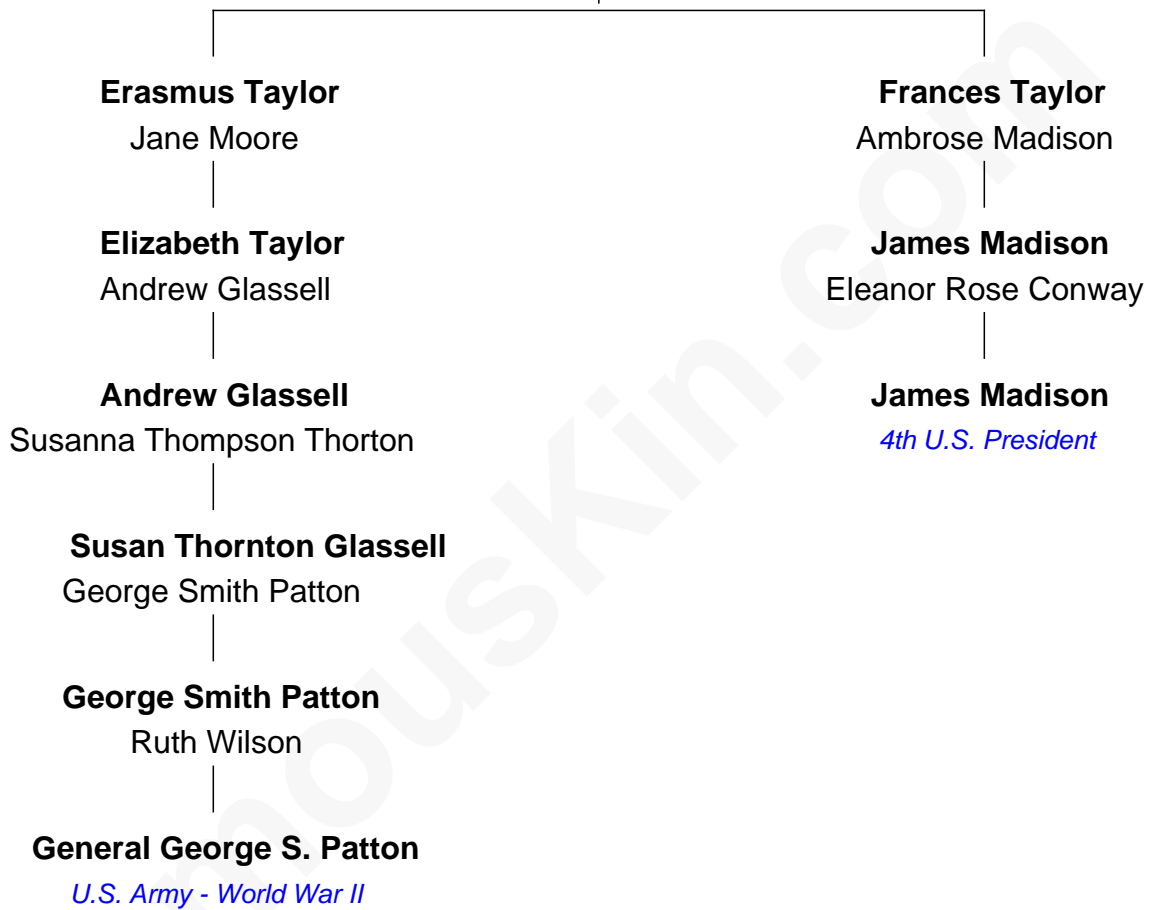 Erasmus Taylor
Jane Moore
Frances Taylor
Ambrose Madison
Elizabeth Taylor
Andrew Glassell
James Madison
Eleanor Rose Conway
Andrew Glassell
Susanna Thompson Thorton
James Madison
4th U.S. President
Susan Thornton Glassell
George Smith Patton
George Smith Patton
Ruth Wilson
General George S. Patton
U.S. Army - World War II
mousKin.com